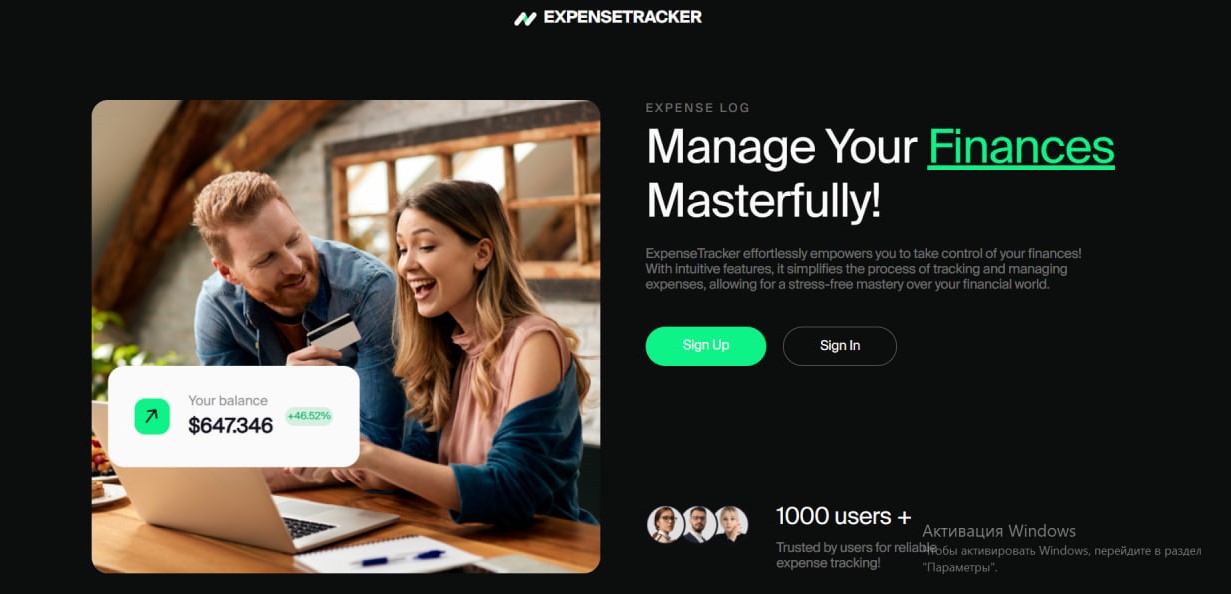 EXPENSETRACKER
EXPENSE LOG
Manage Your Finances
Masterfully!
ExpenseTracker effortlessly empowers you to take control of your finances!
With intuitive features, it simplifies the process of tracking and managing
expenses, allowing for a stress-free mastery over your financial world.
Sign Up
Sign In
Your balance
$647.346
+46.52%
1000 users +
Trusted by users for reliable
expense tracking!
Активация Windows
Чтобы активировать Windows, перейдите в раздел
"Параметры".